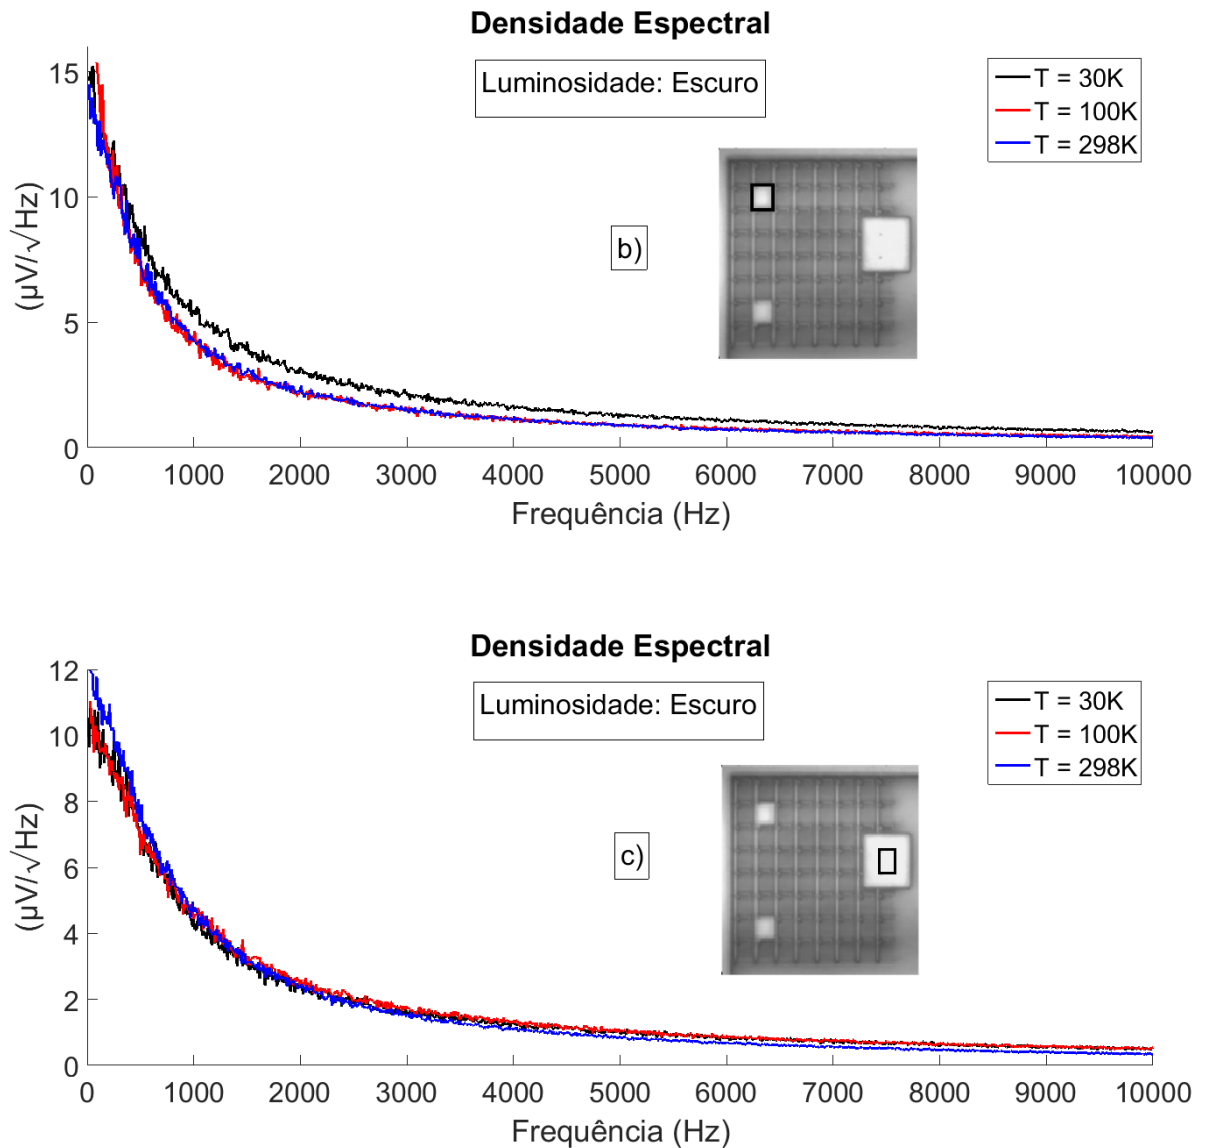 Densidade Espectral
Luminosidade: Escuro
T = 30K
T = 100K
T = 298K
b)
15
10
5
0
(µV/√Hz)
0 1000 2000 3000 4000 5000 6000 7000 8000 9000 10000
Frequência (Hz)
Densidade Espectral
Luminosidade: Escuro
T = 30K
T = 100K
T = 298K
c)
12
10
8
6
4
2
0
(µV/√Hz)
0 1000 2000 3000 4000 5000 6000 7000 8000 9000 10000
Frequência (Hz)